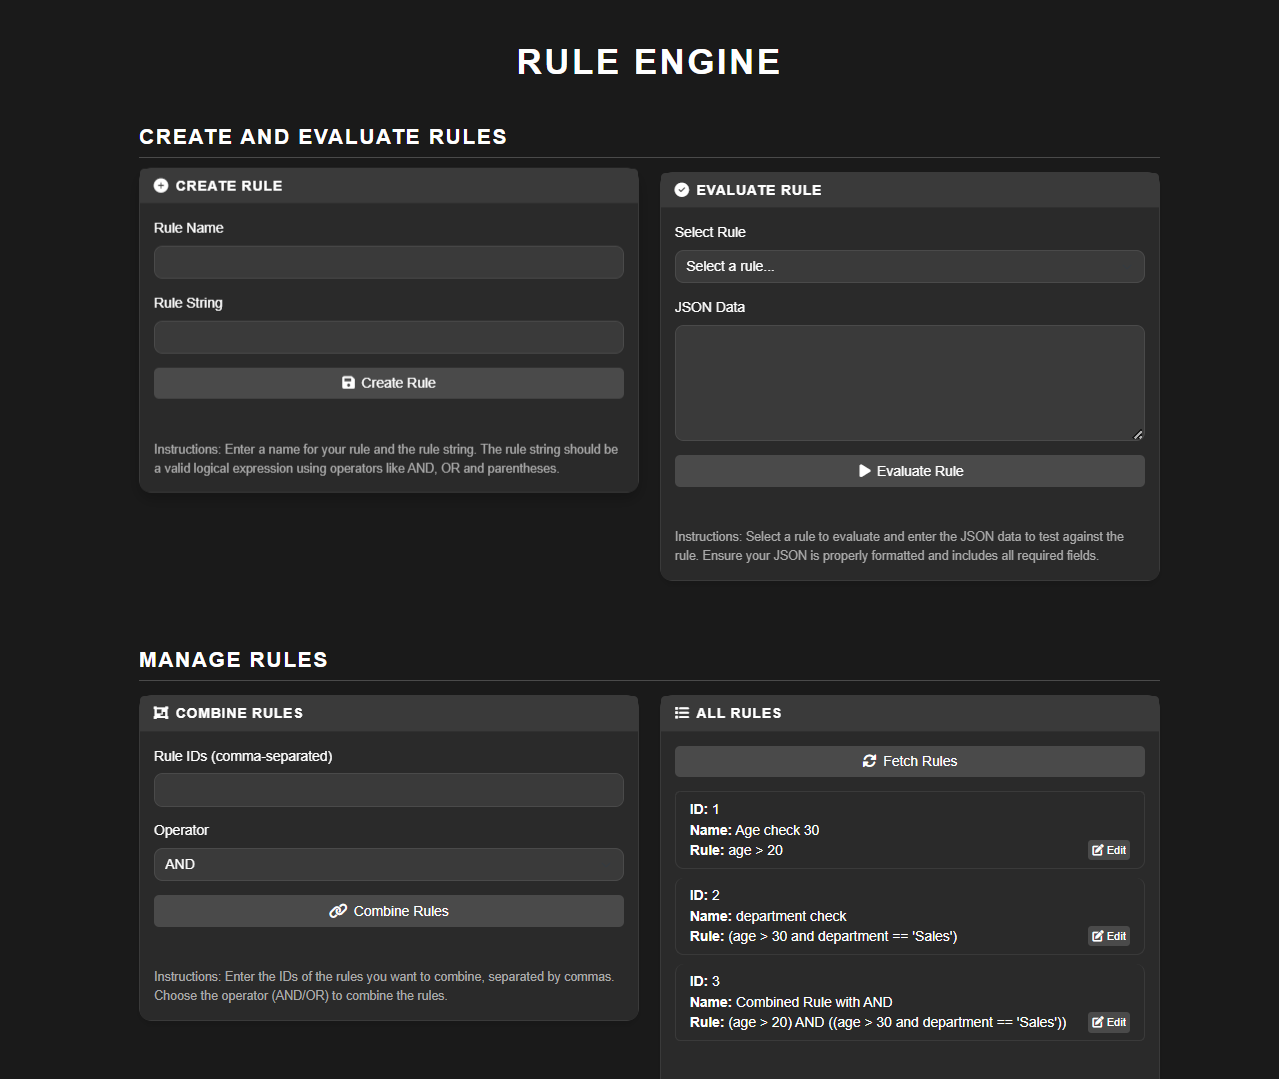 RULE ENGINE
CREATE AND EVALUATE RULES
CREATE RULE
Rule Name
Rule String
Create Rule
Instructions: Enter a name for your rule and the rule string. The rule string should be
a valid logical expression using operators like AND, OR and parentheses.
EVALUATE RULE
Select Rule
Select a rule...
JSON Data
Evaluate Rule
Instructions: Select a rule to evaluate and enter the JSON data to test against the
rule. Ensure your JSON is properly formatted and includes all required fields.
MANAGE RULES
COMBINE RULES
Rule IDs (comma-separated)
Operator
AND
Combine Rules
Instructions: Enter the IDs of the rules you want to combine, separated by commas.
Choose the operator (AND/OR) to combine the rules.
ALL RULES
Fetch Rules
ID: 1
Name: Age check 30
Rule: age > 20
Edit
ID: 2
Name: department check
Rule: (age > 30 and department == 'Sales')
Edit
ID: 3
Name: Combined Rule with AND
Rule: (age > 20) AND ((age > 30 and department == 'Sales'))
Edit